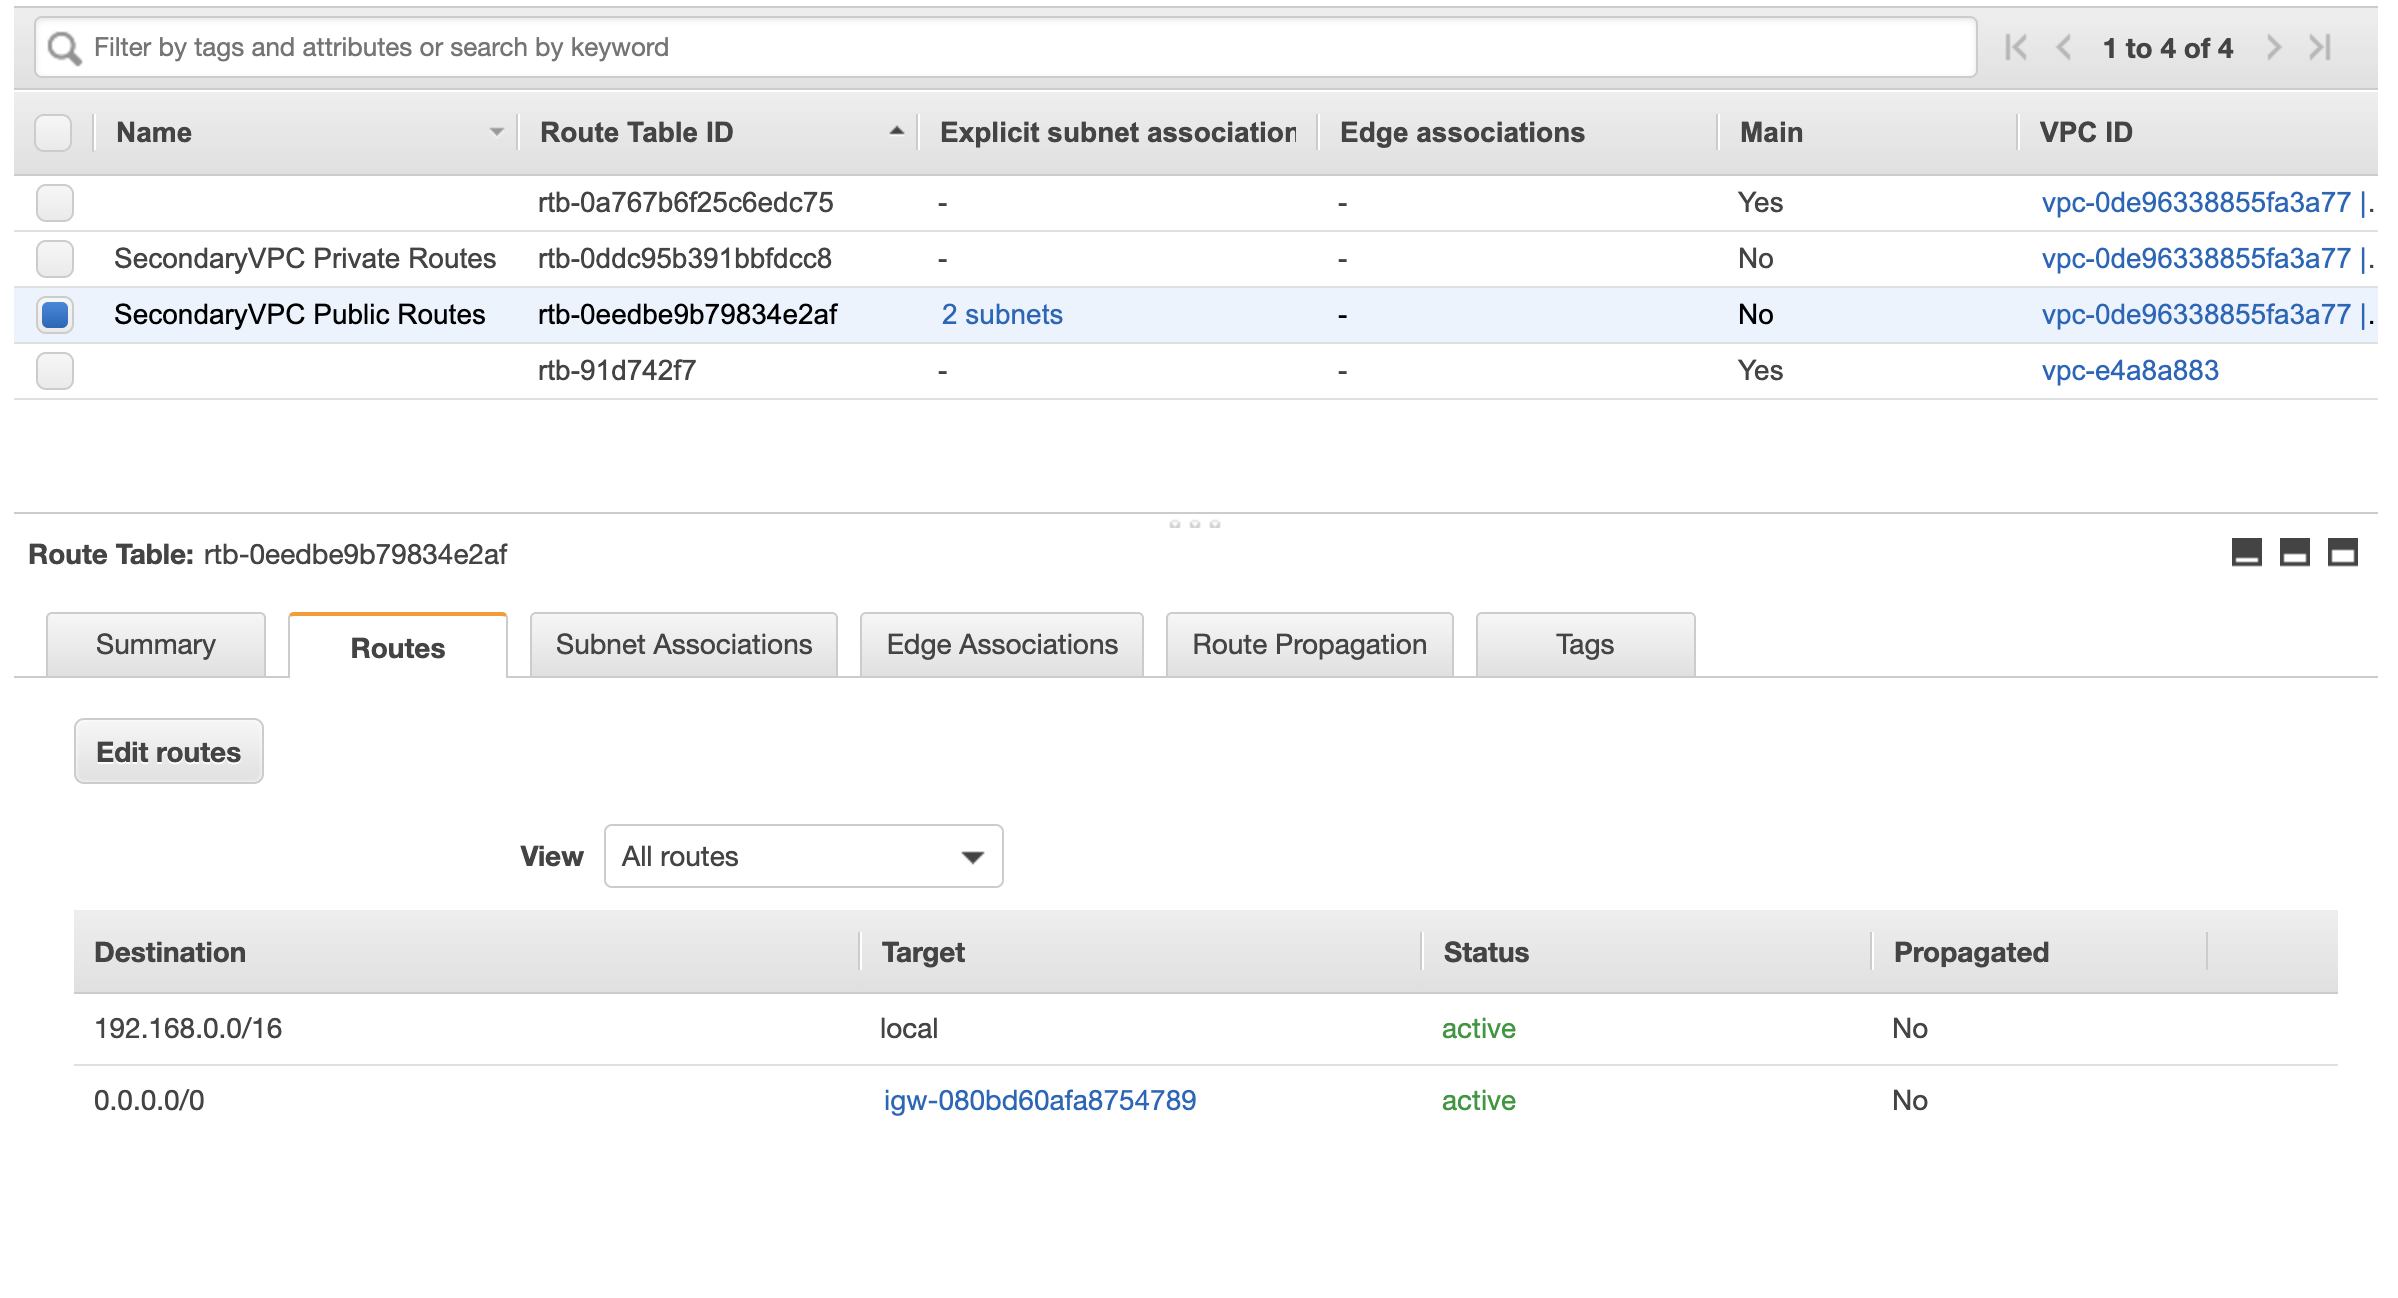 Filter by tags and attributes or search by keyword 1 to 4 of 4
Name Route Table ID Explicit subnet association Edge associations Main VPC ID
rtb-0a767b6f25c6edc75 - - Yes vpc-0de96338855fa3a77 |.
SecondaryVPC Private Routes rtb-0ddc95b391bbfdcc8 - - No vpc-0de96338855fa3a77 |.
SecondaryVPC Public Routes rtb-0eedbe9b79834e2af 2 subnets - No vpc-0de96338855fa3a77 |.
rtb-91d742f7 - - Yes vpc-e4a8a883
Route Table: rtb-0eedbe9b79834e2af
Summary Routes Subnet Associations Edge Associations Route Propagation Tags
Edit routes
View All routes
Destination Target Status Propagated
192.168.0.0/16 local active No
0.0.0.0/0 igw-080bd60afa8754789 active No